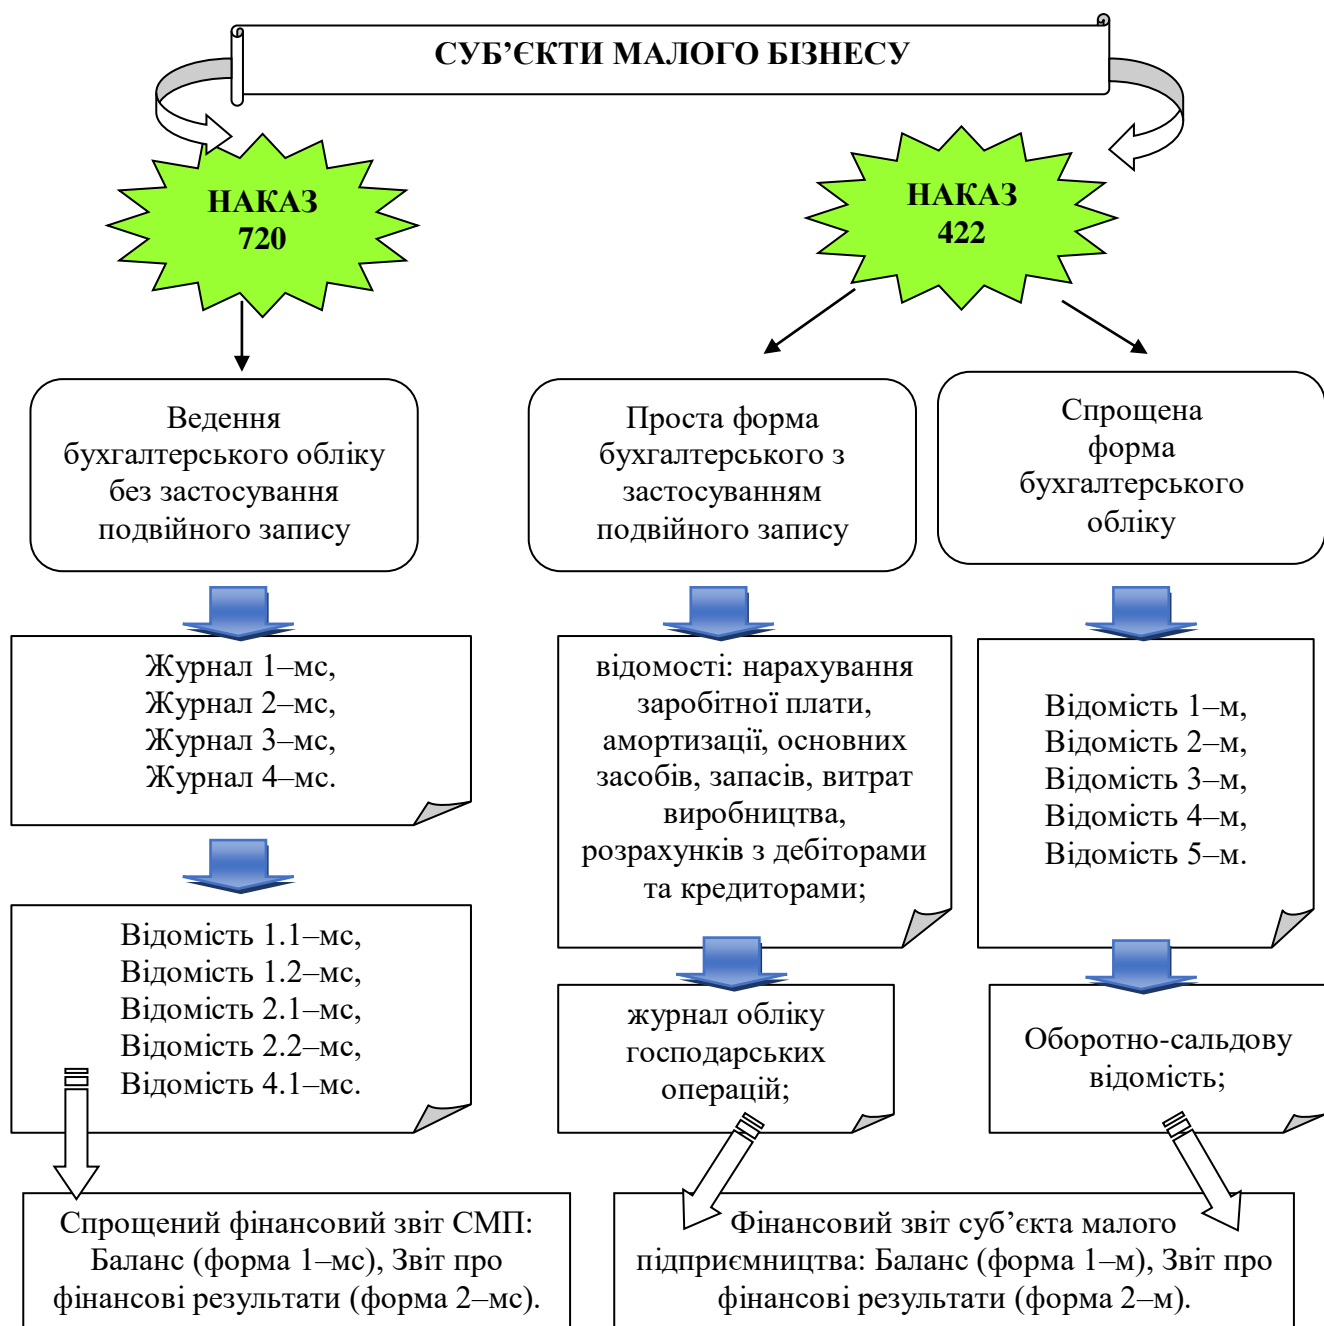 СУБ’ЄКТИ МАЛОГО БІЗНЕСУ
НАКАЗ
720
НАКАЗ
422
Ведення
бухгалтерського обліку
без застосування
подвійного запису
Проста форма
бухгалтерського з
застосуванням
подвійного запису
Спрощена
форма
бухгалтерського
обліку
Журнал 1–мс,
Журнал 2–мс,
Журнал 3–мс,
Журнал 4–мс.
відомості: нарахування
заробітної плати,
амортизації, основних
засобів, запасів, витрат
виробництва,
розрахунків з дебіторами
та кредиторами;
Відомість 1–м,
Відомість 2–м,
Відомість 3–м,
Відомість 4–м,
Відомість 5–м.
Відомість 1.1–мс,
Відомість 1.2–мс,
Відомість 2.1–мс,
Відомість 2.2–мс,
Відомість 4.1–мс.
журнал обліку
господарських
операцій;
Оборотно-сальдову
відомість;
Спрощений фінансовий звіт СМП:
Баланс (форма 1–мс), Звіт про
фінансові результати (форма 2–мс).
Фінансовий звіт суб’єкта малого
підприємництва: Баланс (форма 1–м), Звіт про
фінансові результати (форма 2–м).